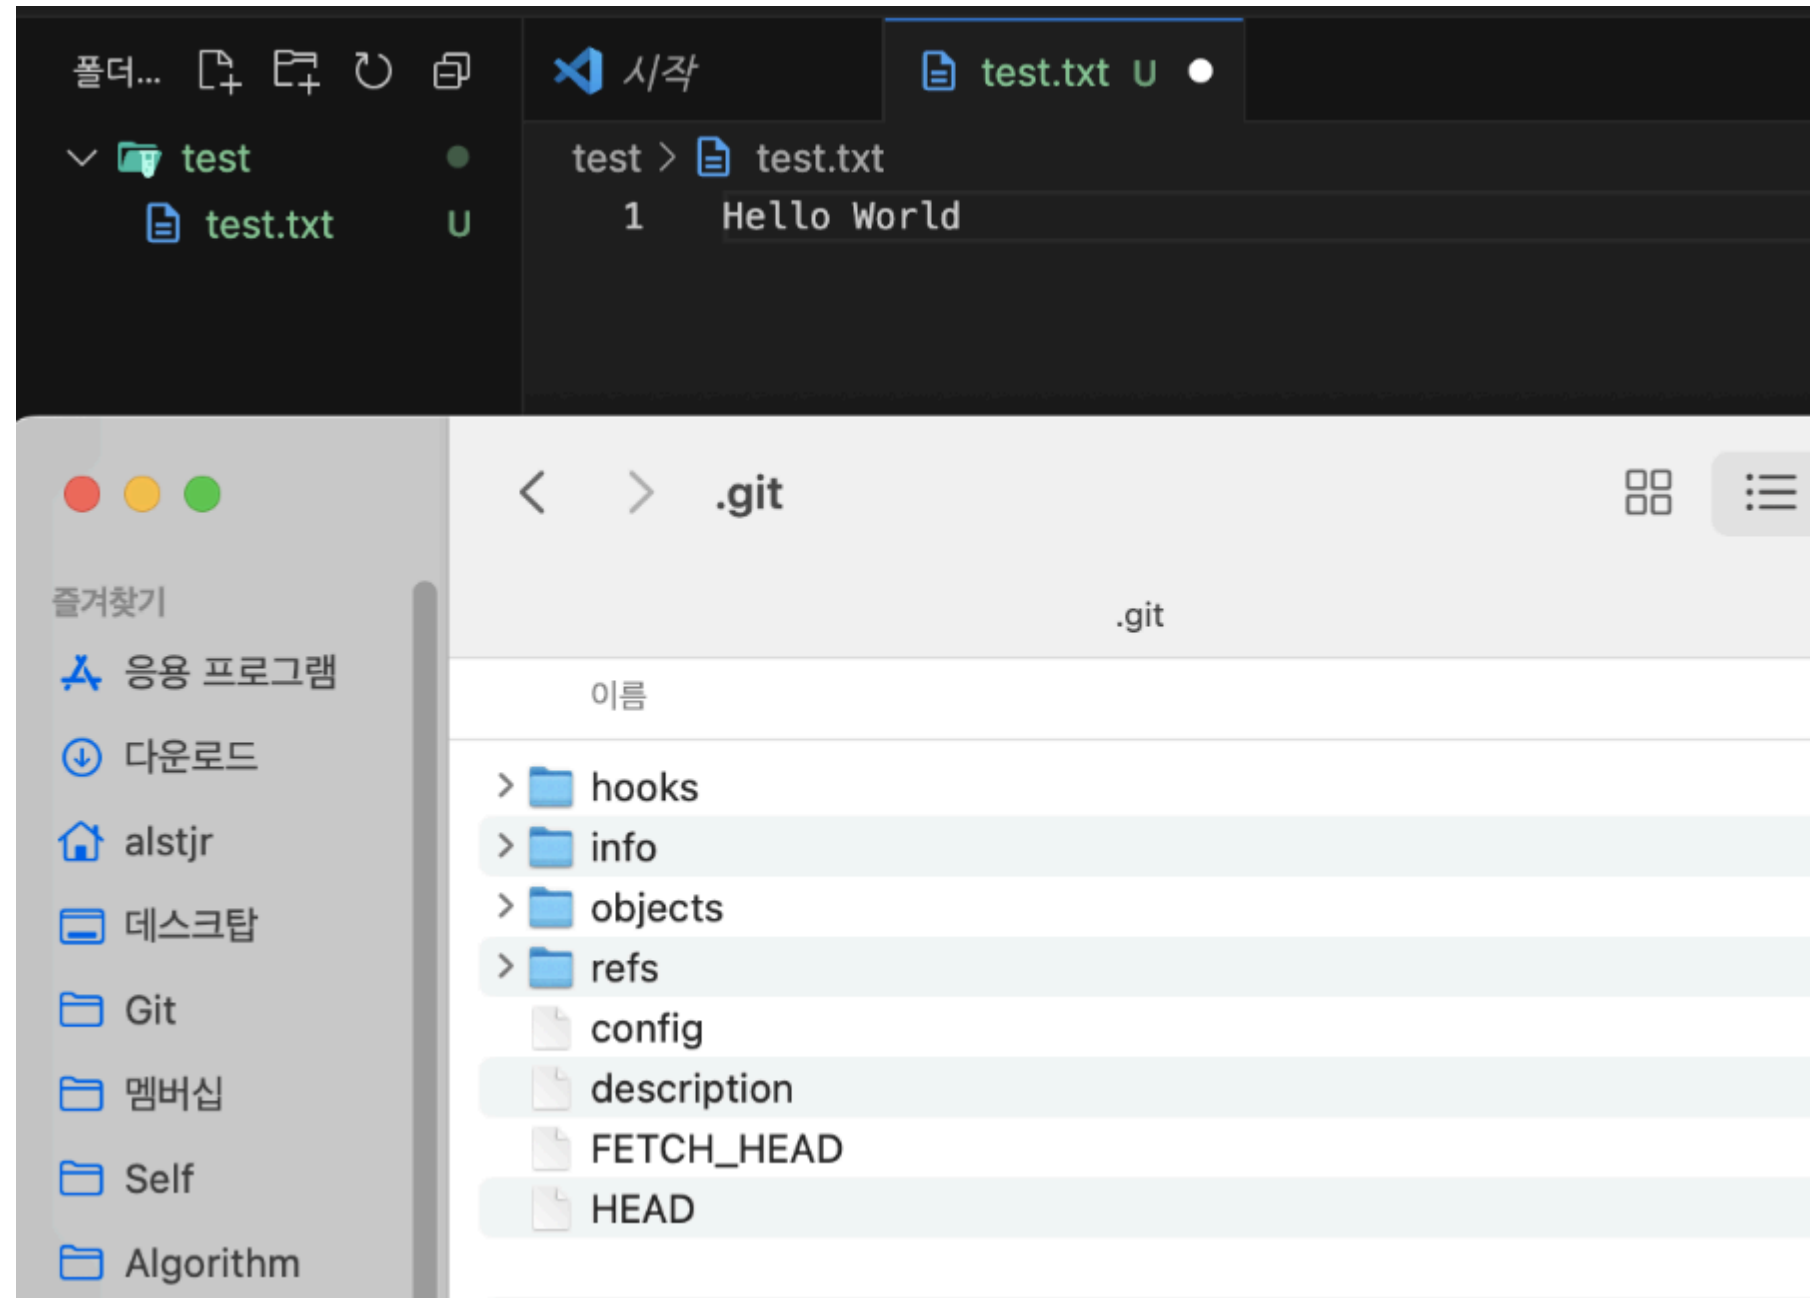 폴더...
시작
test.txt U
test
test.txt U
test > test.txt
1 Hello World
.git
.git
즐겨찾기
응용 프로그램
다운로드
alstjr
데스크탑
Git
멤버십
Self
Algorithm
이름
hooks
info
objects
refs
config
description
FETCH_HEAD
HEAD